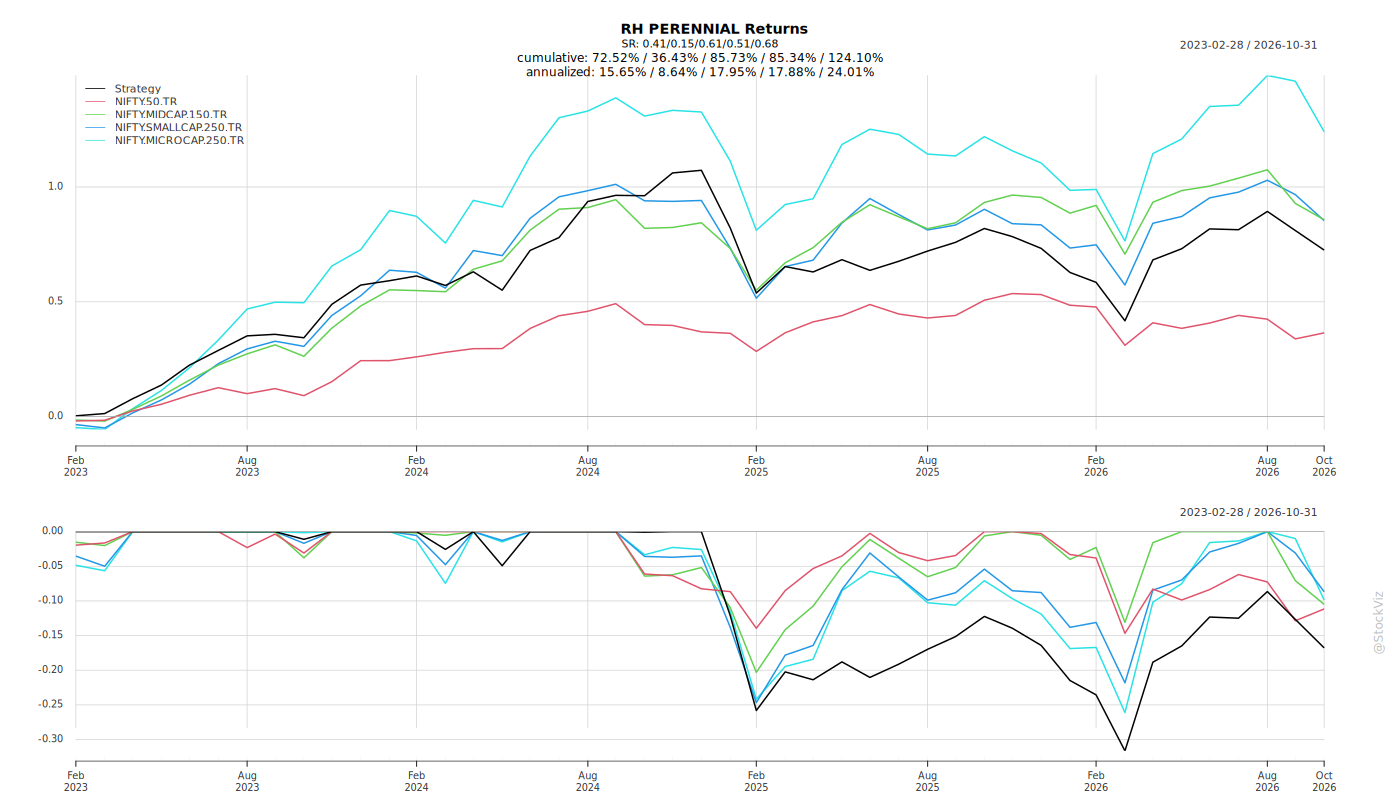 RH PERENNIAL Returns
SR: 0.41/0.15/0.61/0.51/0.68
2023-02-28 / 2026-10-31
cumulative: 72.52% / 36.43% / 85.73% / 85.34% / 124.10%
annualized: 15.65% / 8.64% / 17.95% / 17.88% / 24.01%
Strategy
NIFTY.50.TR
NIFTY.MIDCAP.150.TR
NIFTY.SMALLCAP.250.TR
NIFTY.MICROCAP.250.TR
1.0
0.5
0.0
Feb Aug Feb Aug Feb Aug Feb Aug Oct
2023 2023 2024 2024 2025 2025 2026 2026 2026
2023-02-28 / 2026-10-31
0.00
-0.05
-0.10
-0.15
-0.20
-0.25
-0.30
Feb Aug Feb Aug Feb Aug Feb Aug Oct
2023 2023 2024 2024 2025 2025 2026 2026 2026
@StockViz